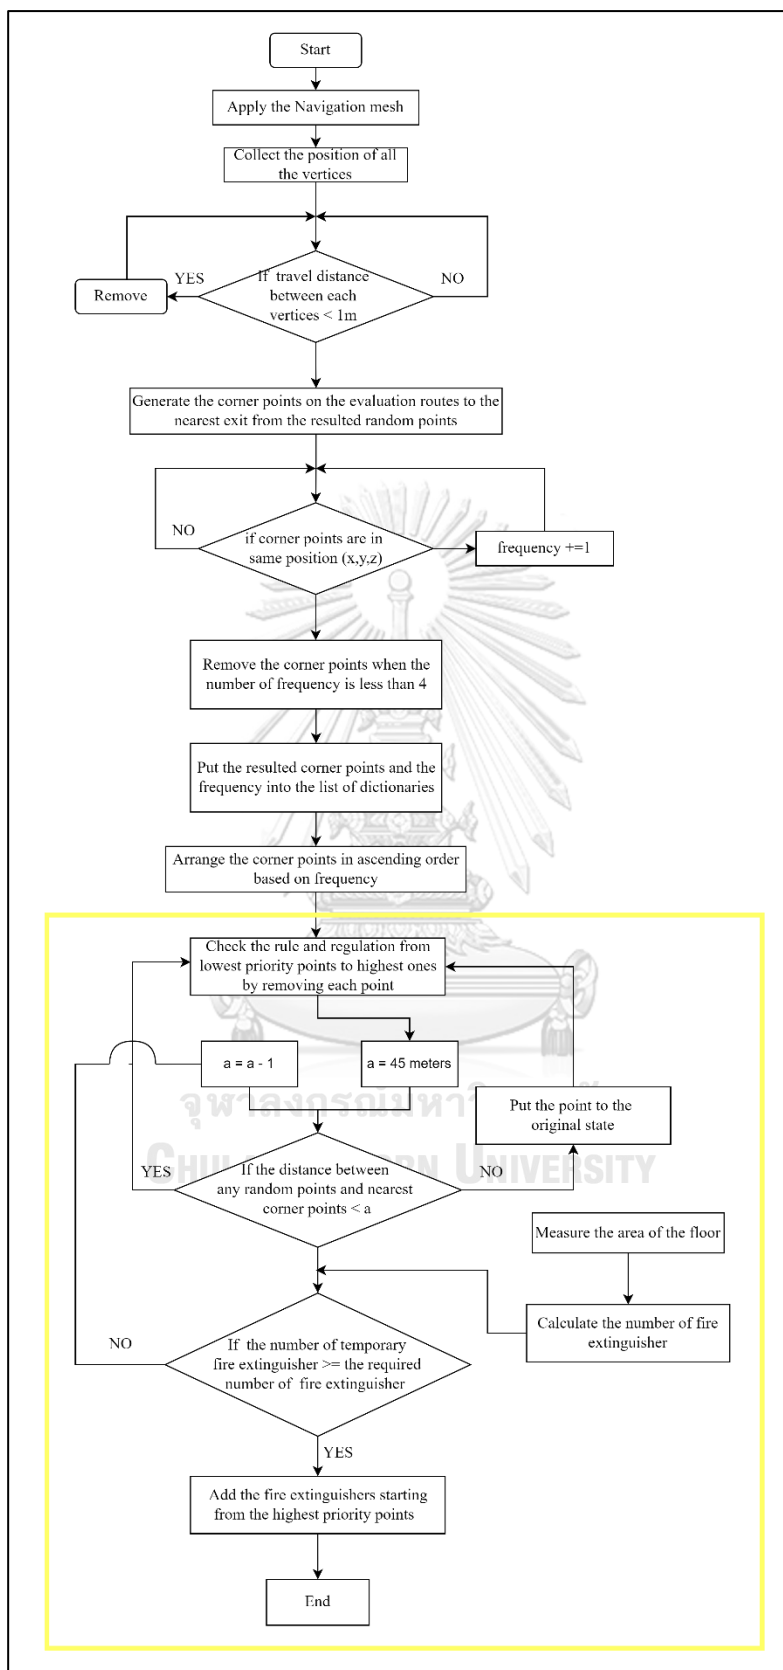 Start
Apply the Navigation mesh
Collect the position of all
the vertices
YES
NO
Remove
If travel distance
between each
vertices < 1m
Generate the corner points on the evaluation routes to the
nearest exit from the resulted random points
NO
if corner points are in
same position (x,y,z)
frequency +=1
Remove the corner points when the
number of frequency is less than 4
Put the resulted corner points and the
frequency into the list of dictionaries
Arrange the corner points in ascending order
based on frequency
Check the rule and regulation from
lowest priority points to highest ones
by removing each point
a = a - 1
a = 45 meters
Put the point to the
original state
YES
If the distance between
any random points and nearest
corner points < a
NO
Measure the area of the floor
Calculate the number of fire
extinguisher
NO
If the number of temporary
fire extinguisher >= the required
number of fire extinguisher
YES
Add the fire extinguishers starting
from the highest priority points
End
UNIVERSITY